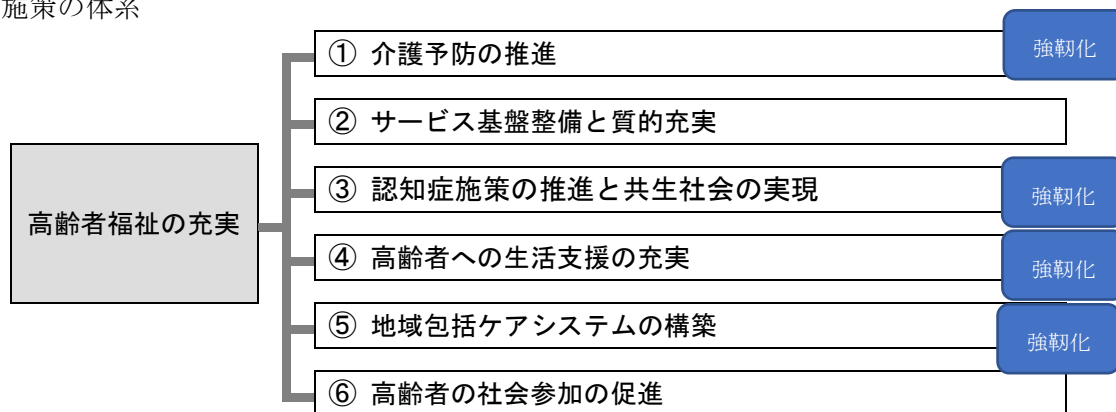 施策の体系
① 介護予防の推進
強靭化
② サービス基盤整備と質的充実
③ 認知症施策の推進と共生社会の実現
強靭化
高齢者福祉の充実
④ 高齢者への生活支援の充実
強靭化
⑤ 地域包括ケアシステムの構築
強靭化
⑥ 高齢者の社会参加の促進